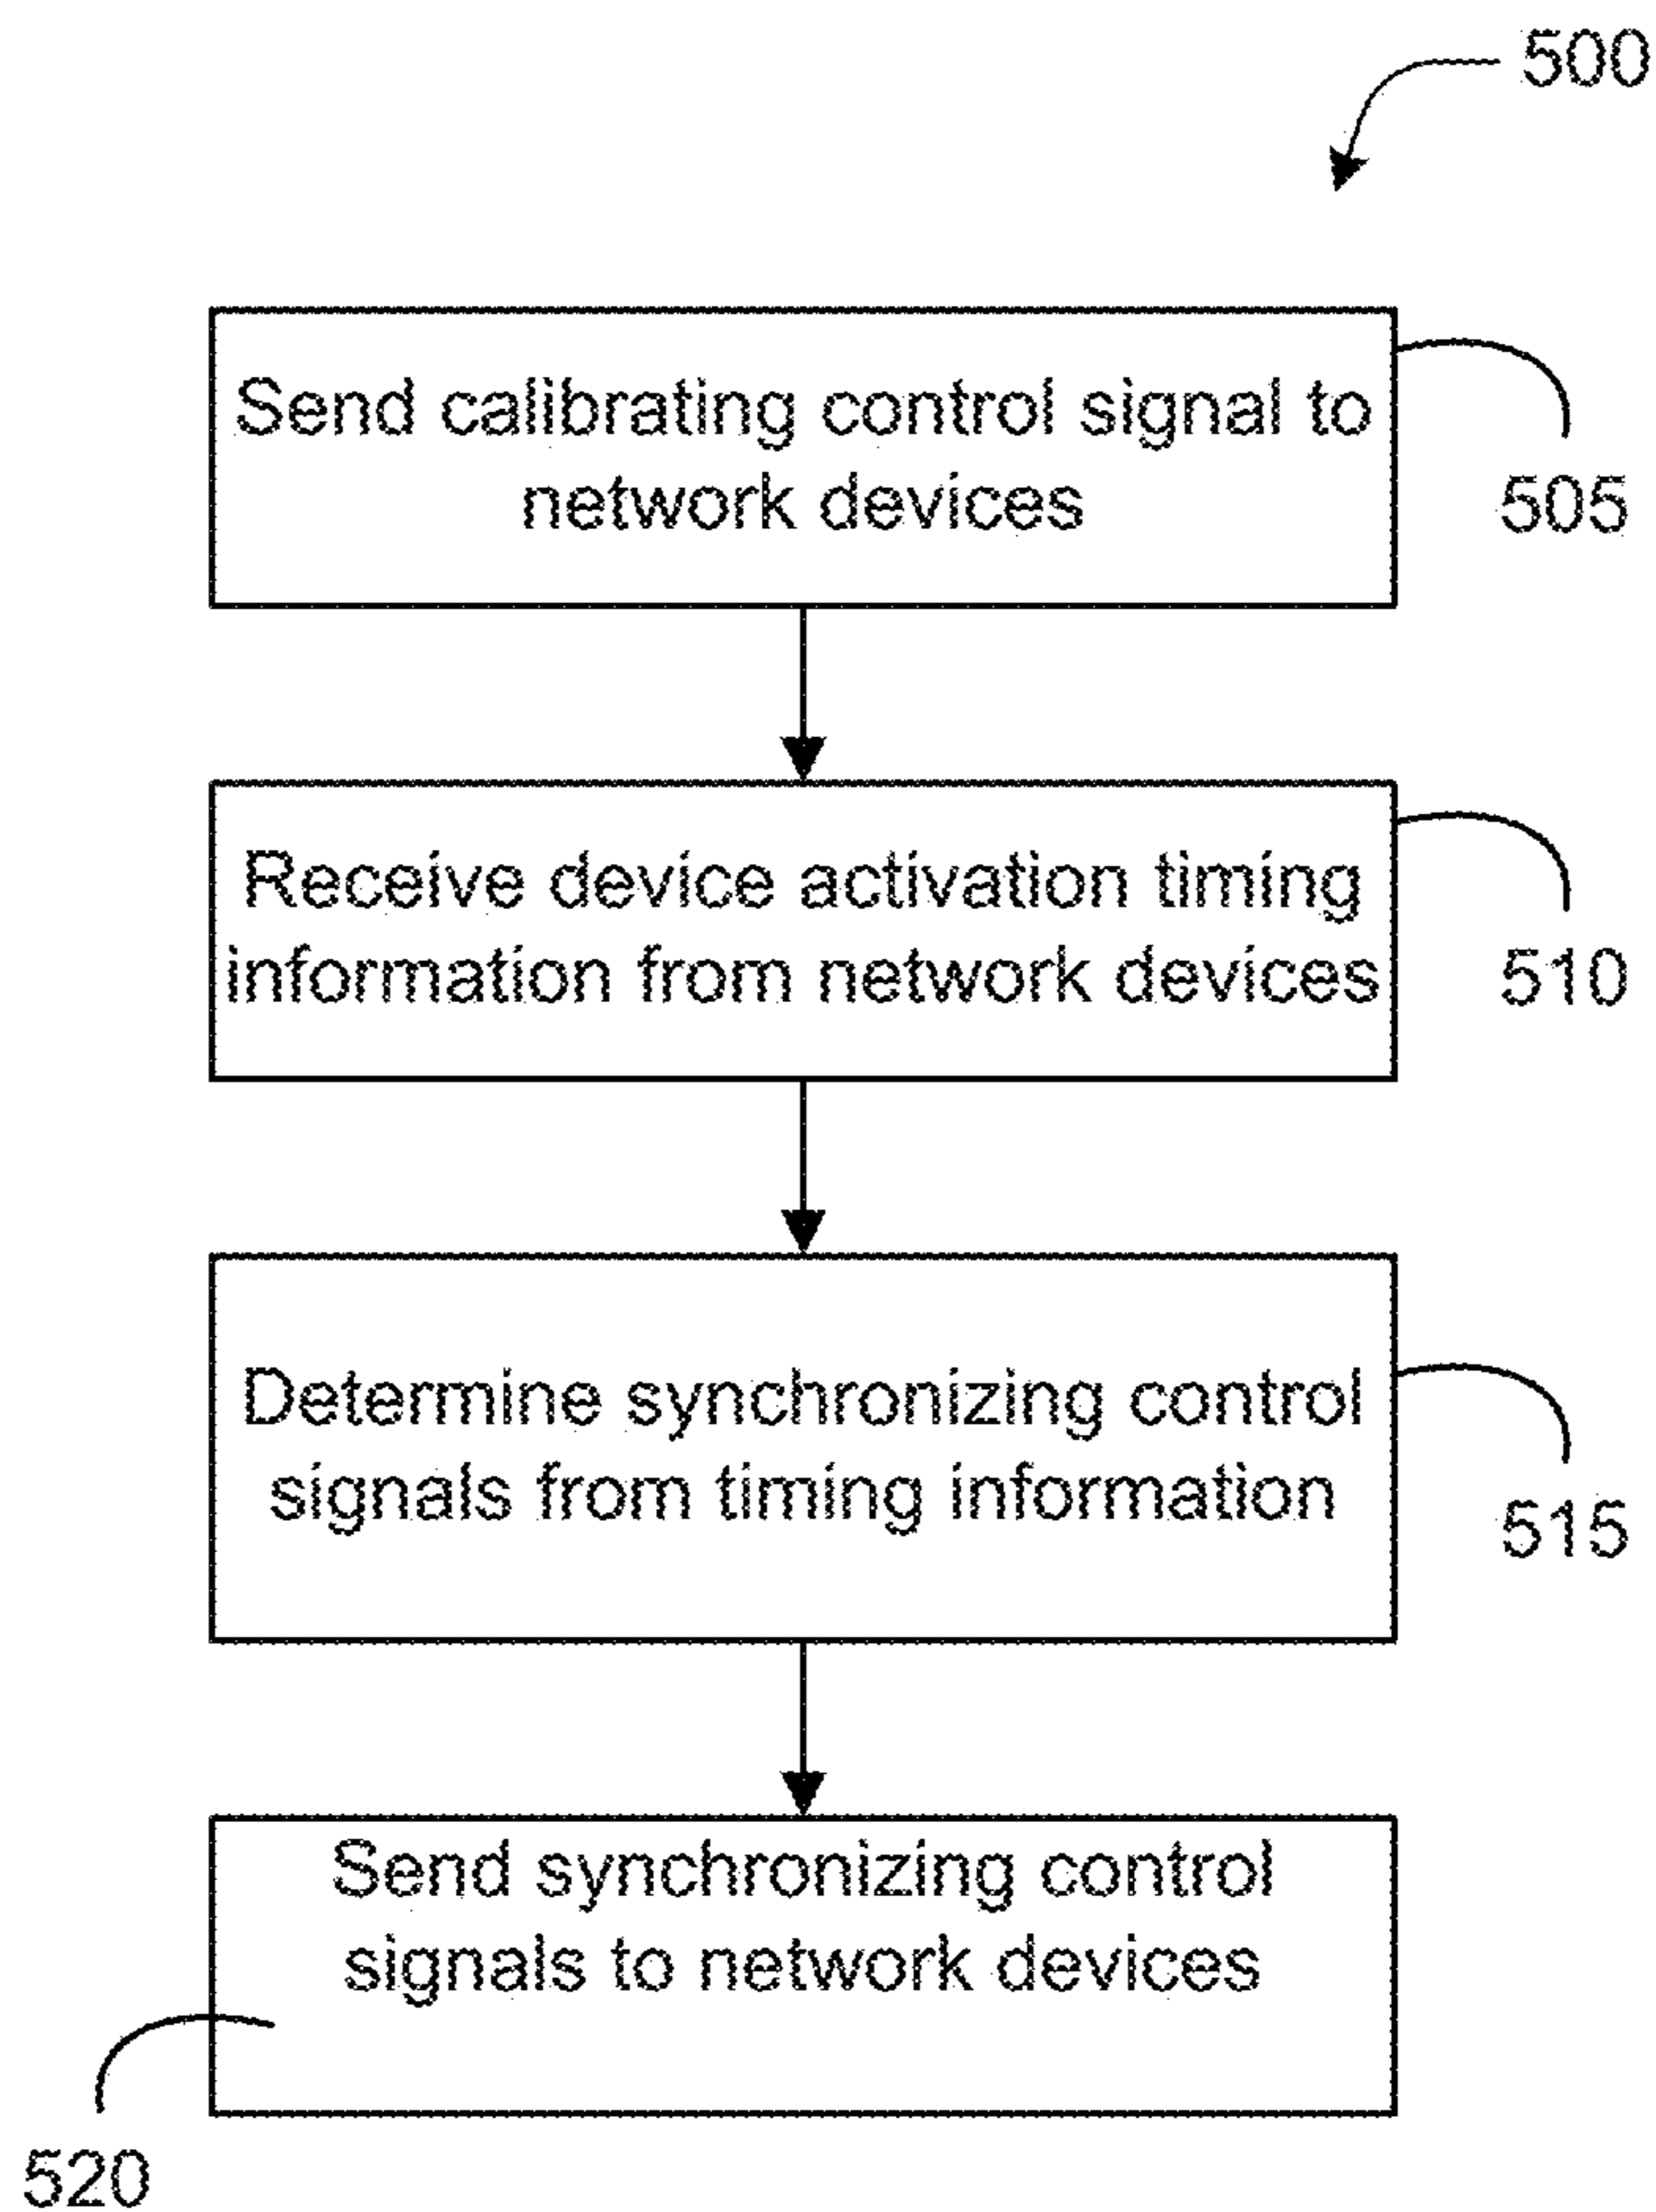 500
Send calibrating control signal to
network devices
505
Receive device activation timing
information from network devices
510
Determine synchronizing control
signals from timing information
515
Send synchronizing control
signals to network devices
520